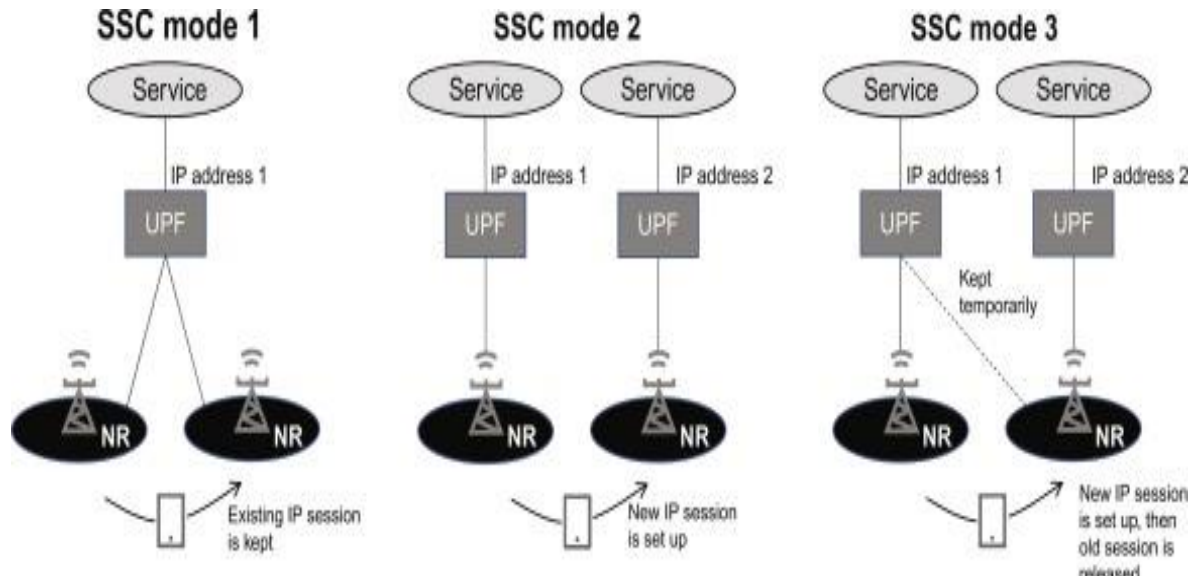 SSC mode 1
Service
IP address 1
UPF
NR
NR
Existing IP session
is kept
SSC mode 2
Service
Service
IP address 1
IP address 2
UPF
UPF
NR
NR
New IP session
is set up
SSC mode 3
Service
Service
IP address 1
IP address 2
UPF
UPF
Kept
temporarily
NR
NR
New IP session
is set up, then
old session is
released